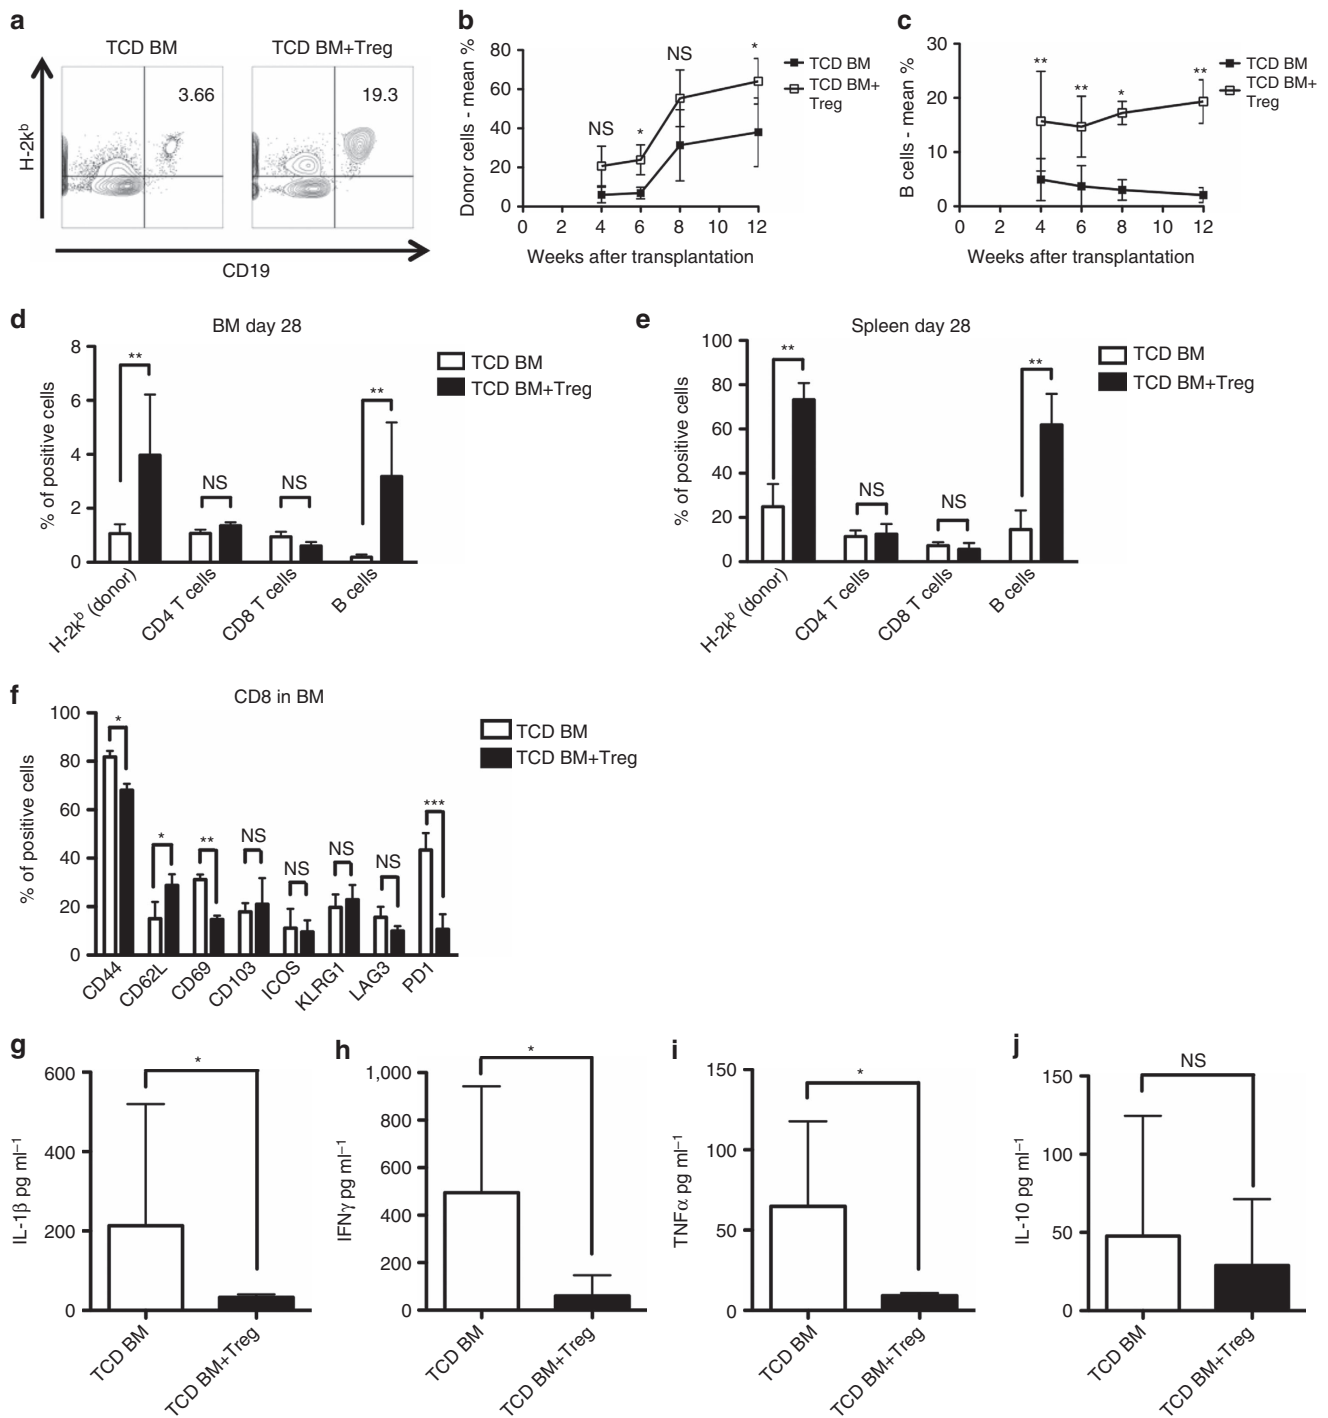 a
TCD BM
TCD BM+Treg
3.66
19.3
H-2kᵇ
CD19
b
Donor cells - mean %
80
60
40
20
0
NS
*
NS
*
TCD BM
TCD BM+
Treg
0 2 4 6 8 10 12
Weeks after transplantation
c
B cells - mean %
30
20
10
0
**
**
*
**
TCD BM
TCD BM+
Treg
0 2 4 6 8 10 12
Weeks after transplantation
d
BM day 28
% of positive cells
8
6
4
2
0
**
NS
NS
**
TCD BM
TCD BM+Treg
H-2kᵇ (donor)
CD4 T cells
CD8 T cells
B cells
e
Spleen day 28
% of positive cells
100
80
60
40
20
0
**
NS
NS
**
TCD BM
TCD BM+Treg
H-2kᵇ (donor)
CD4 T cells
CD8 T cells
B cells
f
CD8 in BM
% of positive cells
100
80
60
40
20
0
*
*
**
NS
NS
NS
NS
***
TCD BM
TCD BM+Treg
CD44
CD62L
CD69
CD103
ICOS
KLRG1
LAG3
PD1
g
IL-1β pg ml⁻¹
600
400
200
0
*
TCD BM
TCD BM+Treg
h
IFNγ pg ml⁻¹
1,000
800
600
400
200
0
*
TCD BM
TCD BM+Treg
i
TNFα pg ml⁻¹
150
100
50
0
*
TCD BM
TCD BM+Treg
j
IL-10 pg ml⁻¹
150
100
50
0
NS
TCD BM
TCD BM+Treg